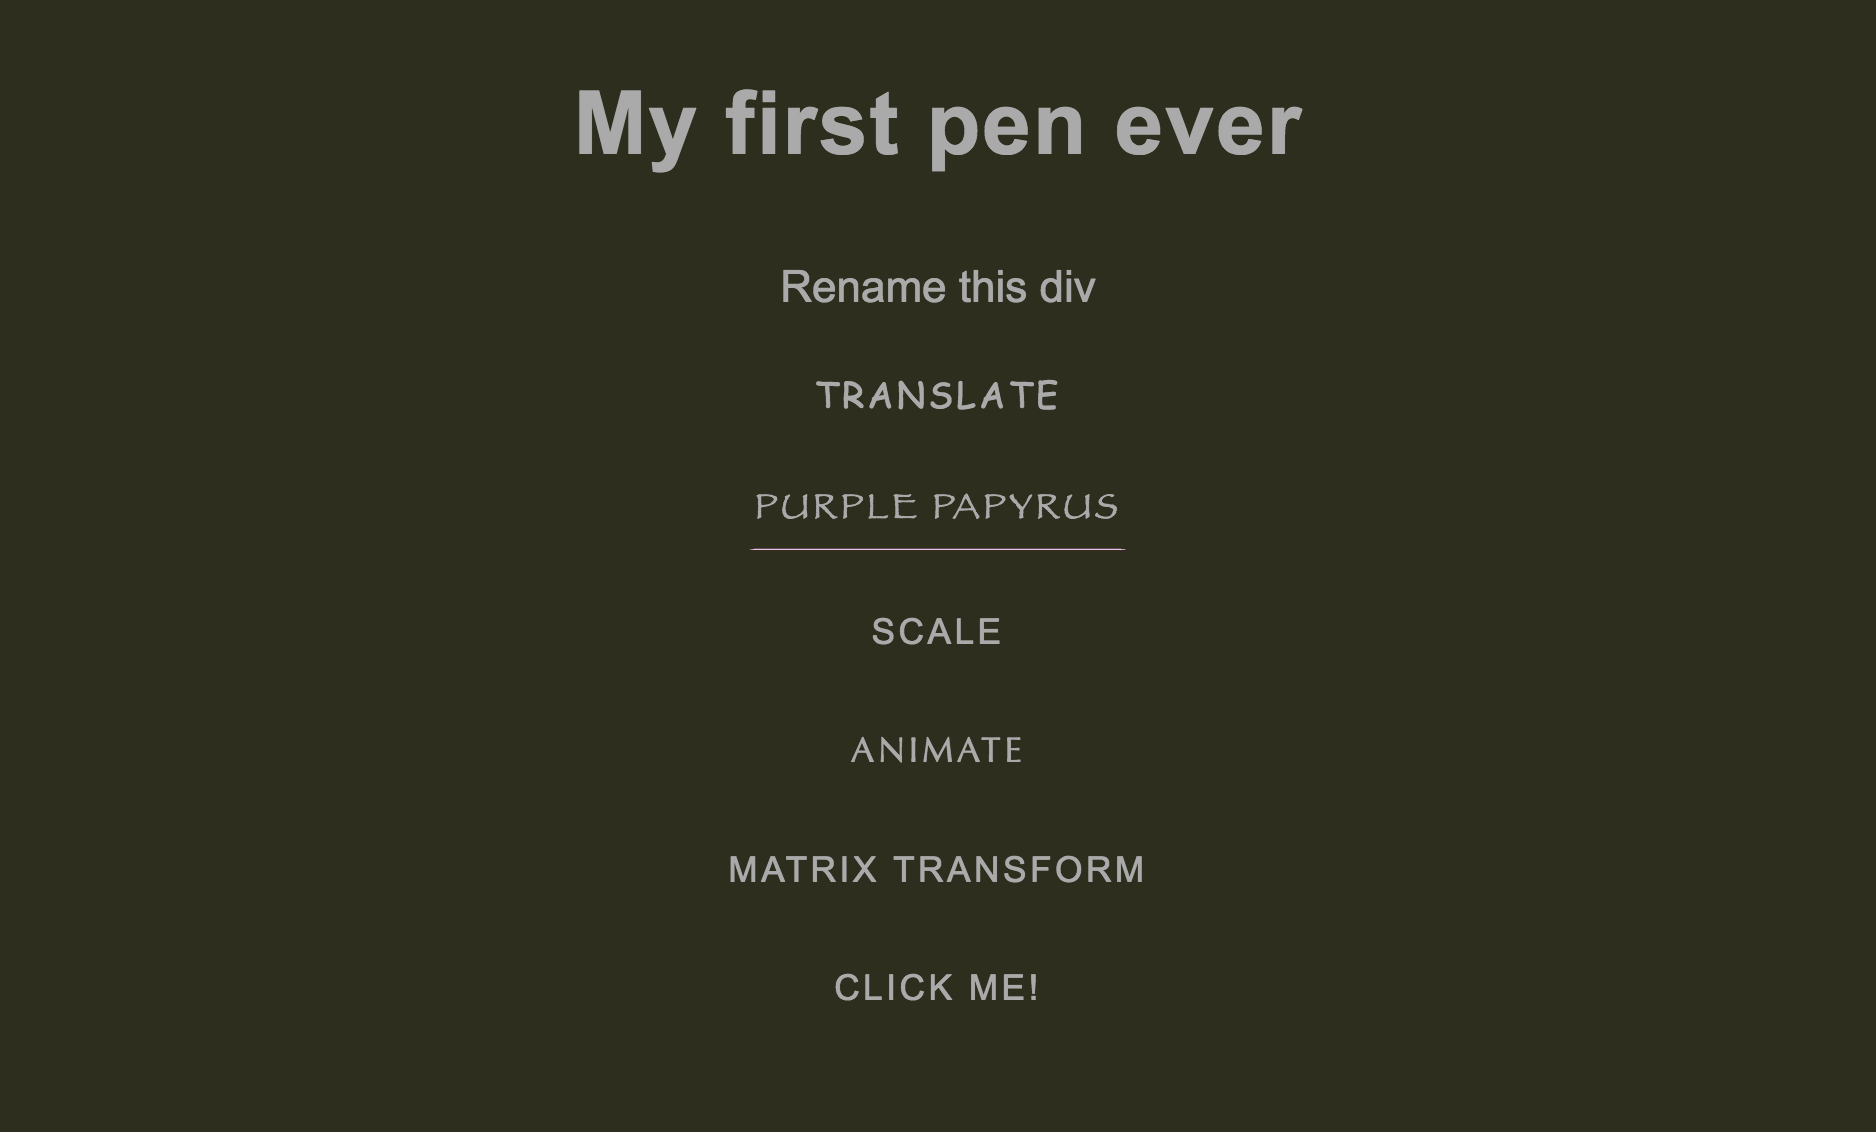 My first pen ever
Rename this div
TRANSLATE
PURPLE PAPYRUS
SCALE
ANIMATE
MATRIX TRANSFORM
CLICK ME!